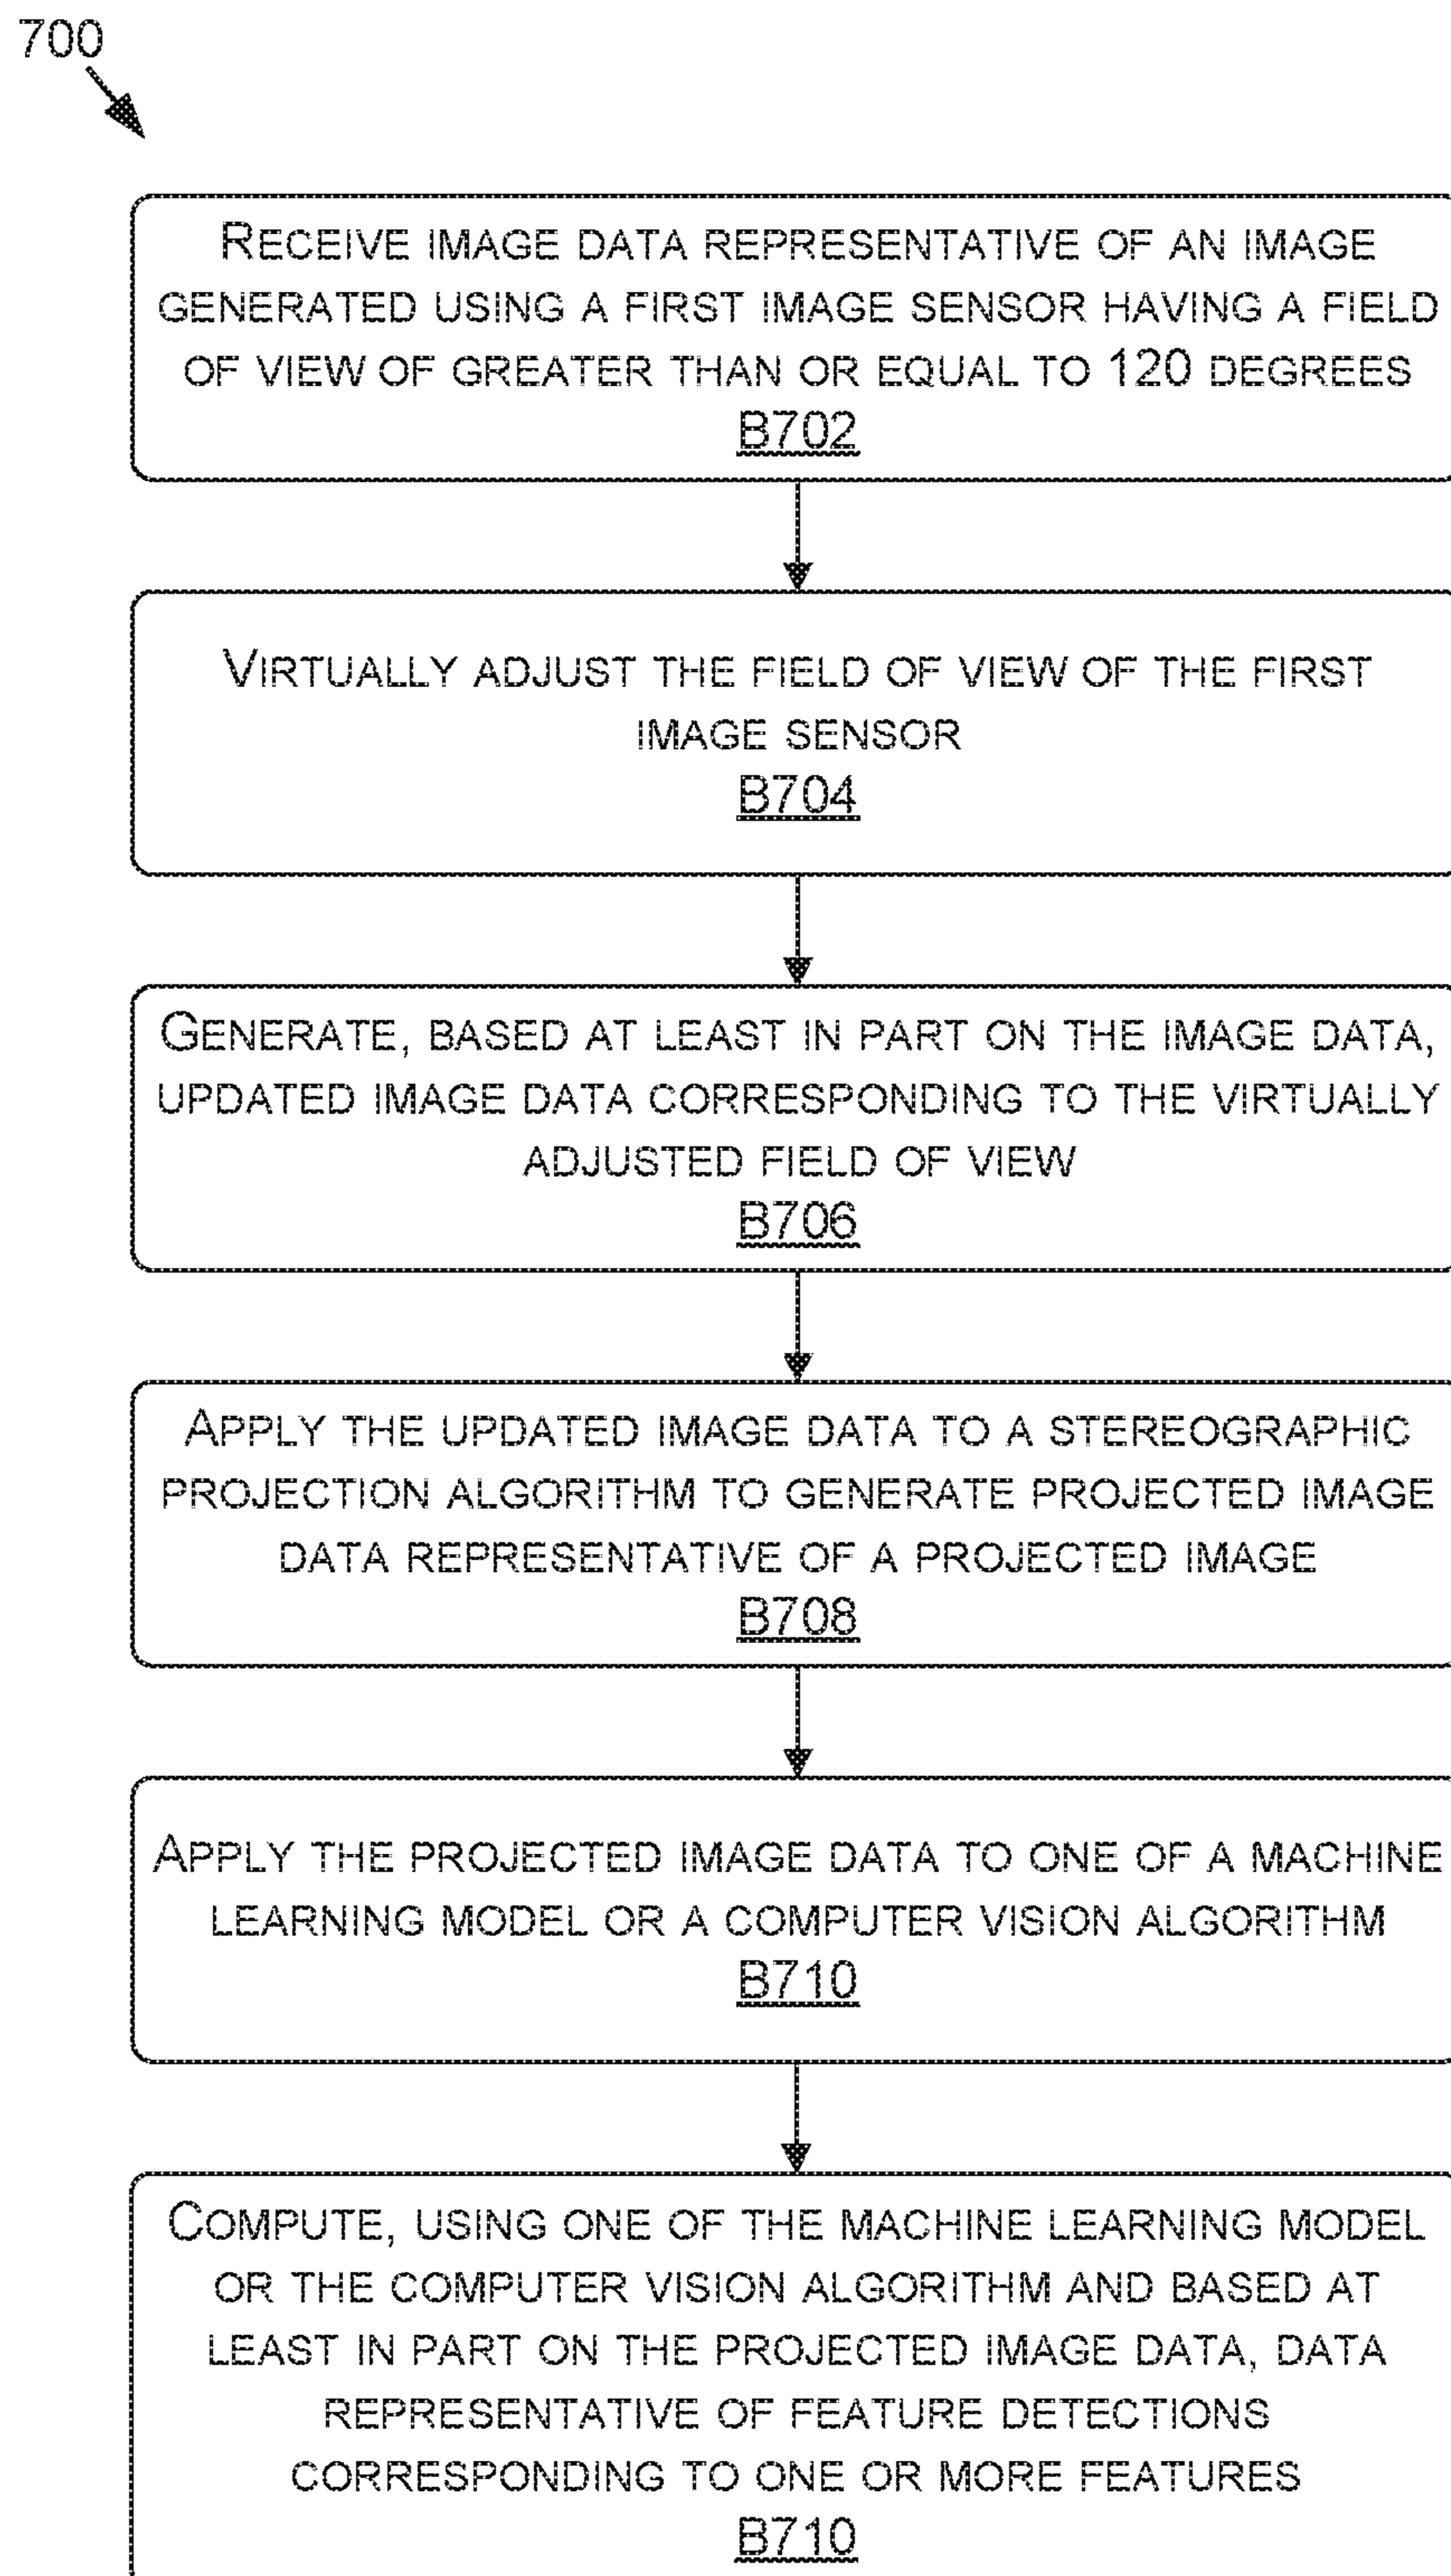 700
RECEIVE IMAGE DATA REPRESENTATIVE OF AN IMAGE
GENERATED USING A FIRST IMAGE SENSOR HAVING A FIELD
OF VIEW OF GREATER THAN OR EQUAL TO 120 DEGREES
B702
VIRTUALLY ADJUST THE FIELD OF VIEW OF THE FIRST
IMAGE SENSOR
B704
GENERATE, BASED AT LEAST IN PART ON THE IMAGE DATA,
UPDATED IMAGE DATA CORRESPONDING TO THE VIRTUALLY
ADJUSTED FIELD OF VIEW
B706
APPLY THE UPDATED IMAGE DATA TO A STEREOGRAPHIC
PROJECTION ALGORITHM TO GENERATE PROJECTED IMAGE
DATA REPRESENTATIVE OF A PROJECTED IMAGE
B708
APPLY THE PROJECTED IMAGE DATA TO ONE OF A MACHINE
LEARNING MODEL OR A COMPUTER VISION ALGORITHM
B710
COMPUTE, USING ONE OF THE MACHINE LEARNING MODEL
OR THE COMPUTER VISION ALGORITHM AND BASED AT
LEAST IN PART ON THE PROJECTED IMAGE DATA, DATA
REPRESENTATIVE OF FEATURE DETECTIONS
CORRESPONDING TO ONE OR MORE FEATURES
B710